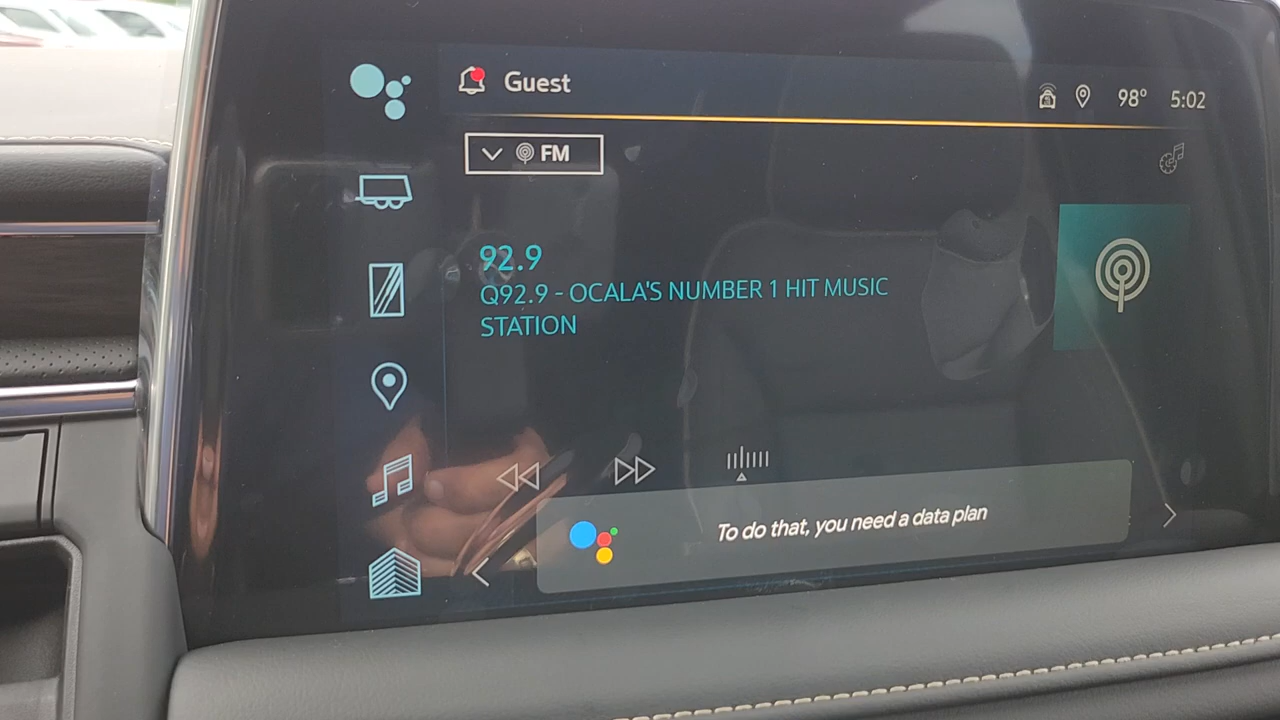 Guest
98° 5:02
FM
92.9
Q92.9 - OCALA'S NUMBER 1 HIT MUSIC
STATION
To do that, you need a data plan